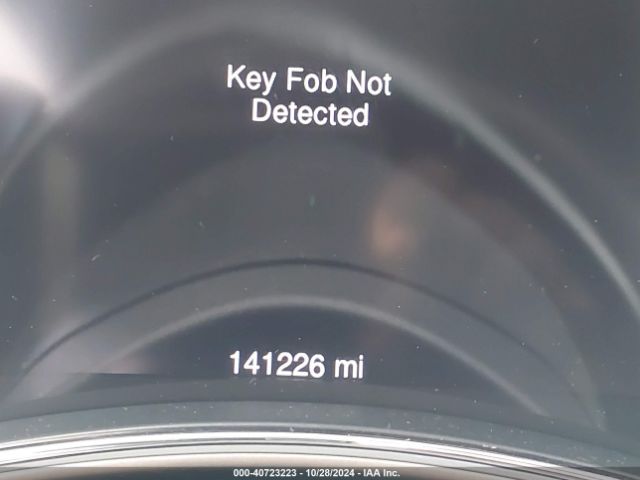 Key Fob Not
Detected
141226 mi
000-40723223 - 10/28/2024 - IAA Inc.